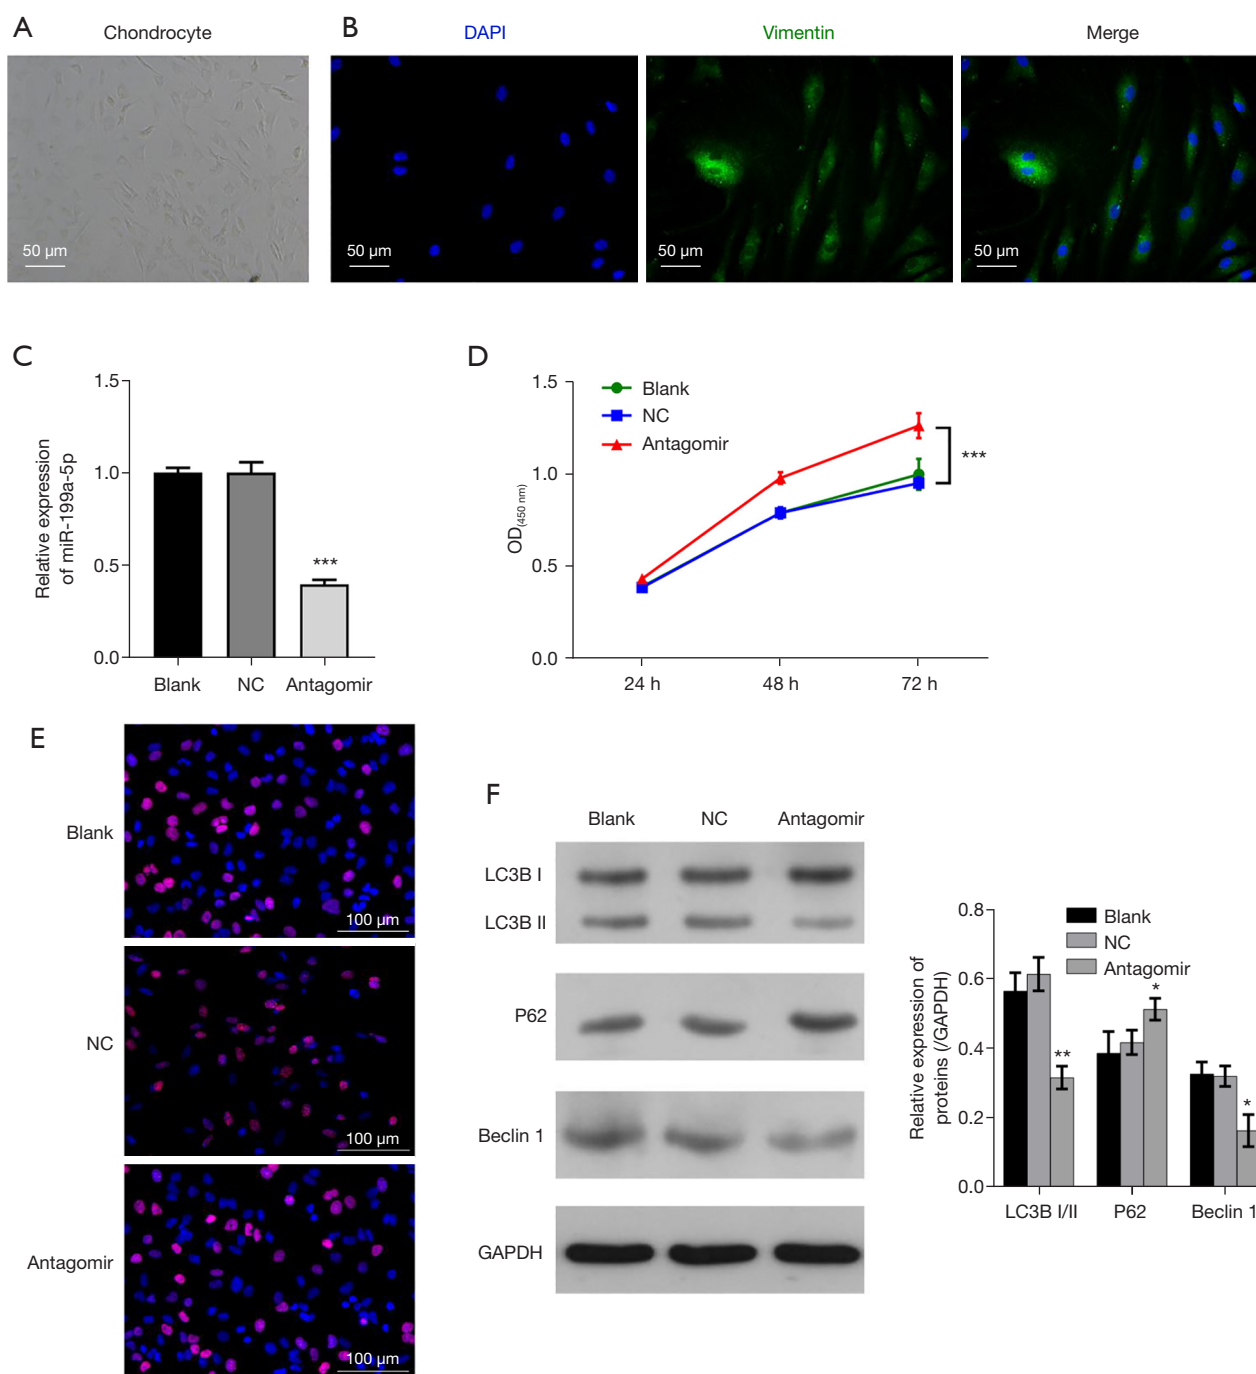 A
Chondrocyte
50 µm
B
DAPI
Vimentin
Merge
50 µm
50 µm
50 µm
C
Relative expression
of miR-199a-5p
1.5
1.0
0.5
0.0
***
Blank
NC
Antagomir
D
OD(450 nm)
1.5
1.0
0.5
0.0
Blank
NC
Antagomir
***
24 h
48 h
72 h
E
Blank
100 µm
NC
100 µm
Antagomir
100 µm
F
Blank
NC
Antagomir
LC3B I
LC3B II
P62
Beclin 1
GAPDH
Relative expression of
proteins (/GAPDH)
0.8
0.6
0.4
0.2
0.0
Blank
NC
Antagomir
**
*
*
LC3B I/II
P62
Beclin 1